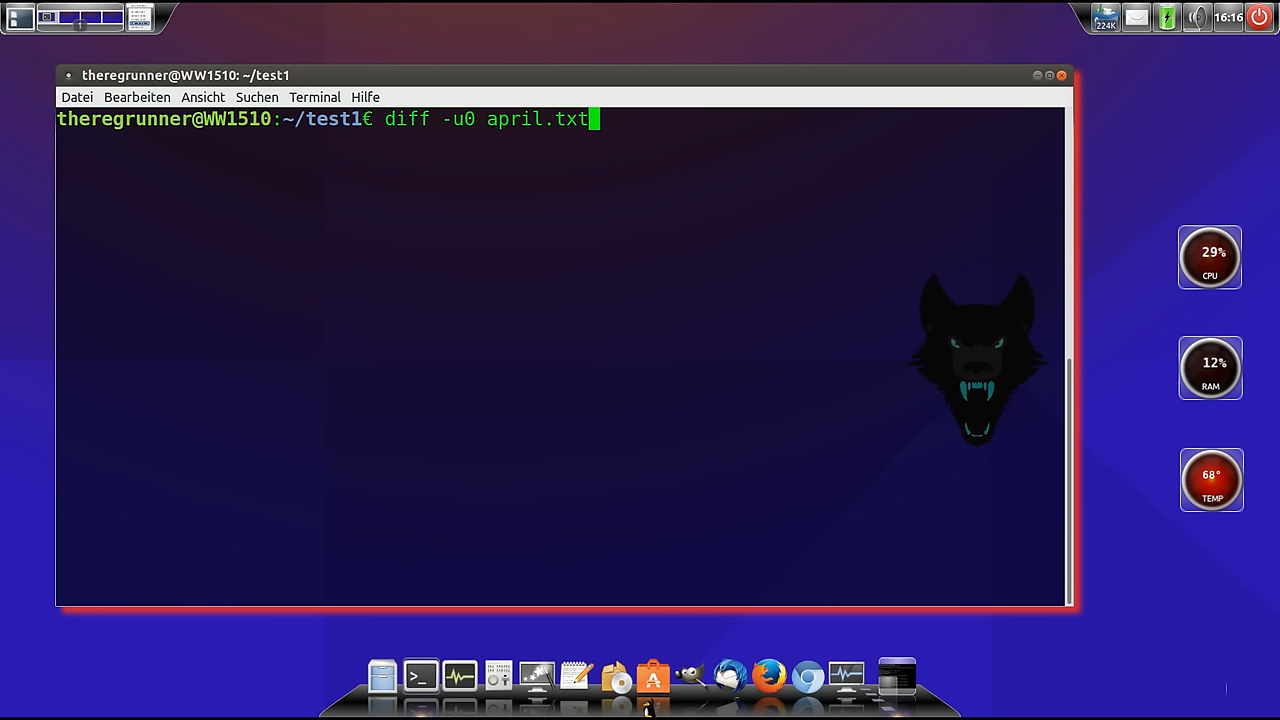 224K
16:16
theregrunner@WW1510: ~/test1
Datei Bearbeiten Ansicht Suchen Terminal Hilfe
theregrunner@WW1510:~/test1€ diff -u0 april.txt
29%
CPU
12%
RAM
68°
TEMP